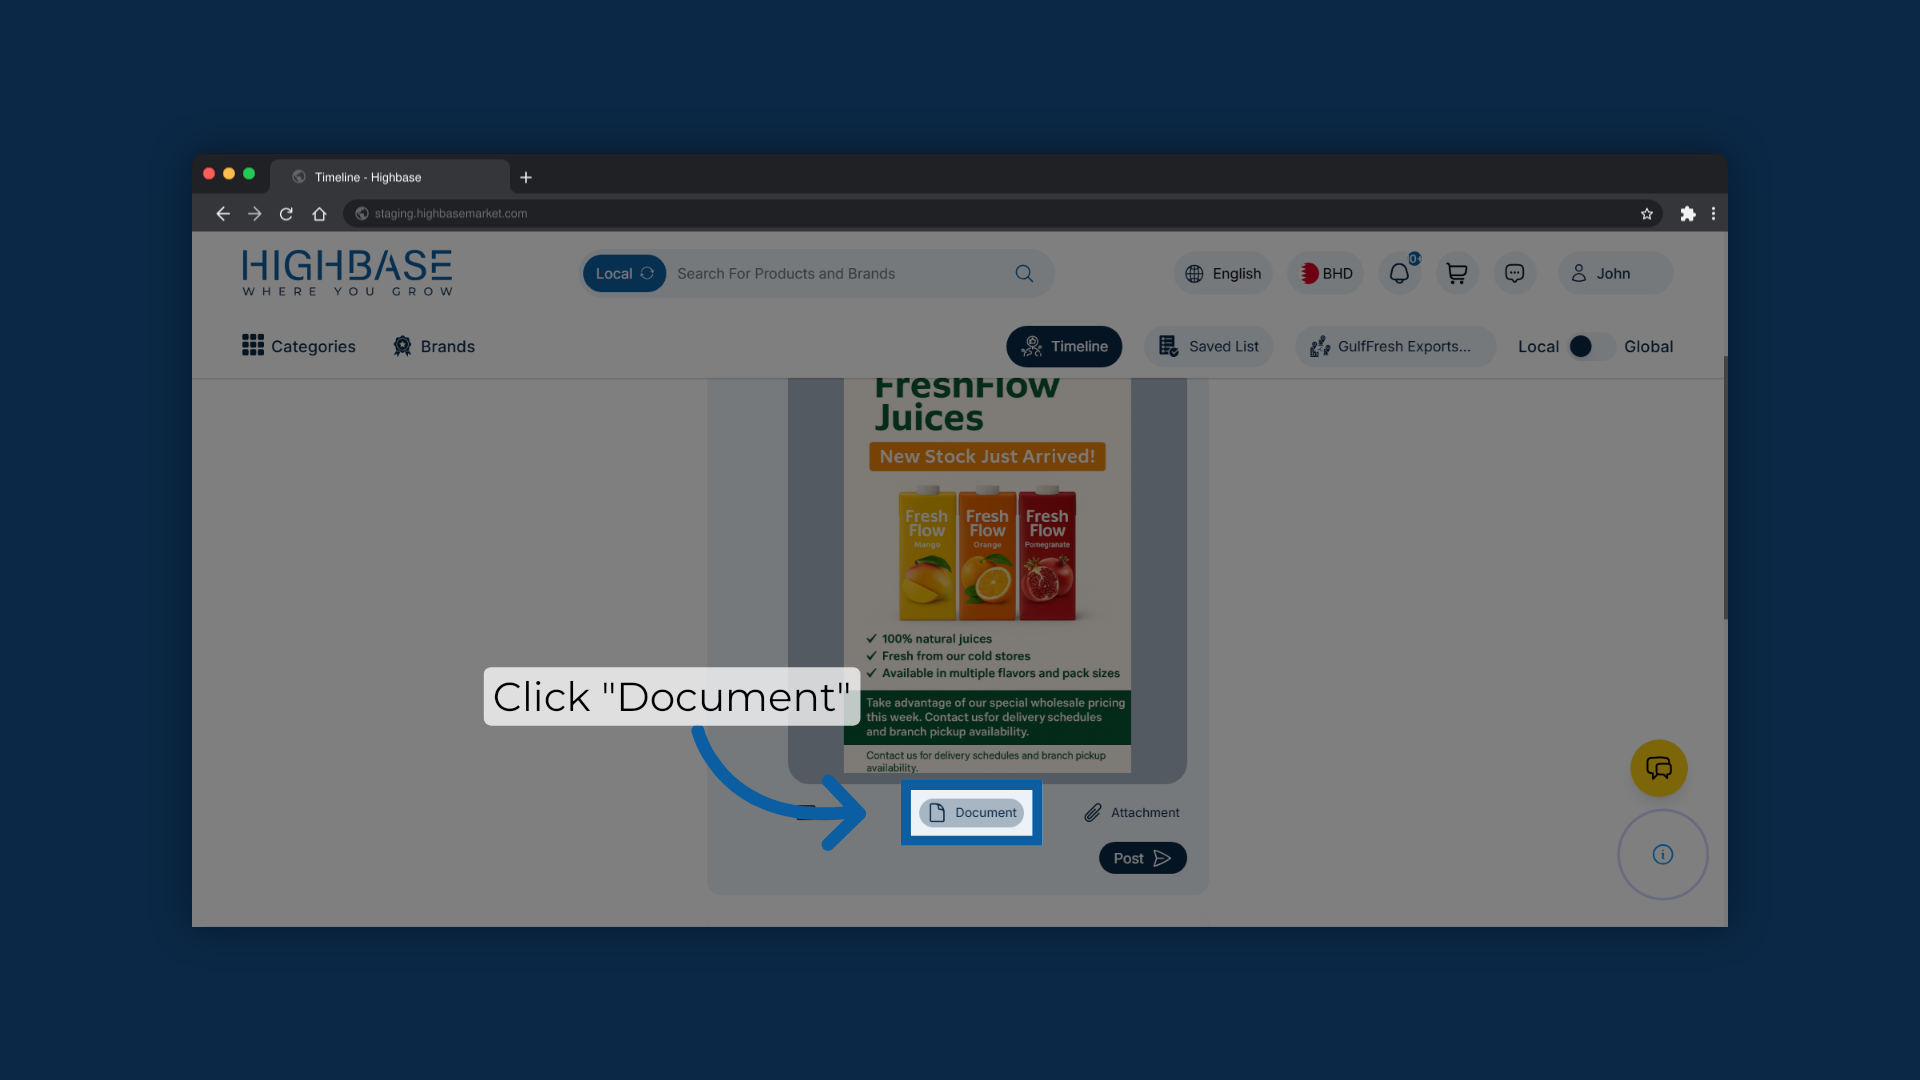 Timeline - Highbase
staging.highbasemarket.com
HIGHBASE
WHERE YOU GROW
Local
Search For Products and Brands
English
BHD
John
Categories
Brands
Timeline
Saved List
GulfFresh Exports...
Local
Global
FreshFlow
Juices
New Stock Just Arrived!
Fresh
Flow
Mango
Fresh
Flow
Orange
Fresh
Flow
Pomegranate
✓ 100% natural juices
✓ Fresh from our cold stores
✓ Available in multiple flavors and pack sizes
Take advantage of our special wholesale pricing
this week. Contact usfor delivery schedules
and branch pickup availability.
Contact us for delivery schedules and branch pickup
availability.
Click "Document"
Document
Attachment
Post